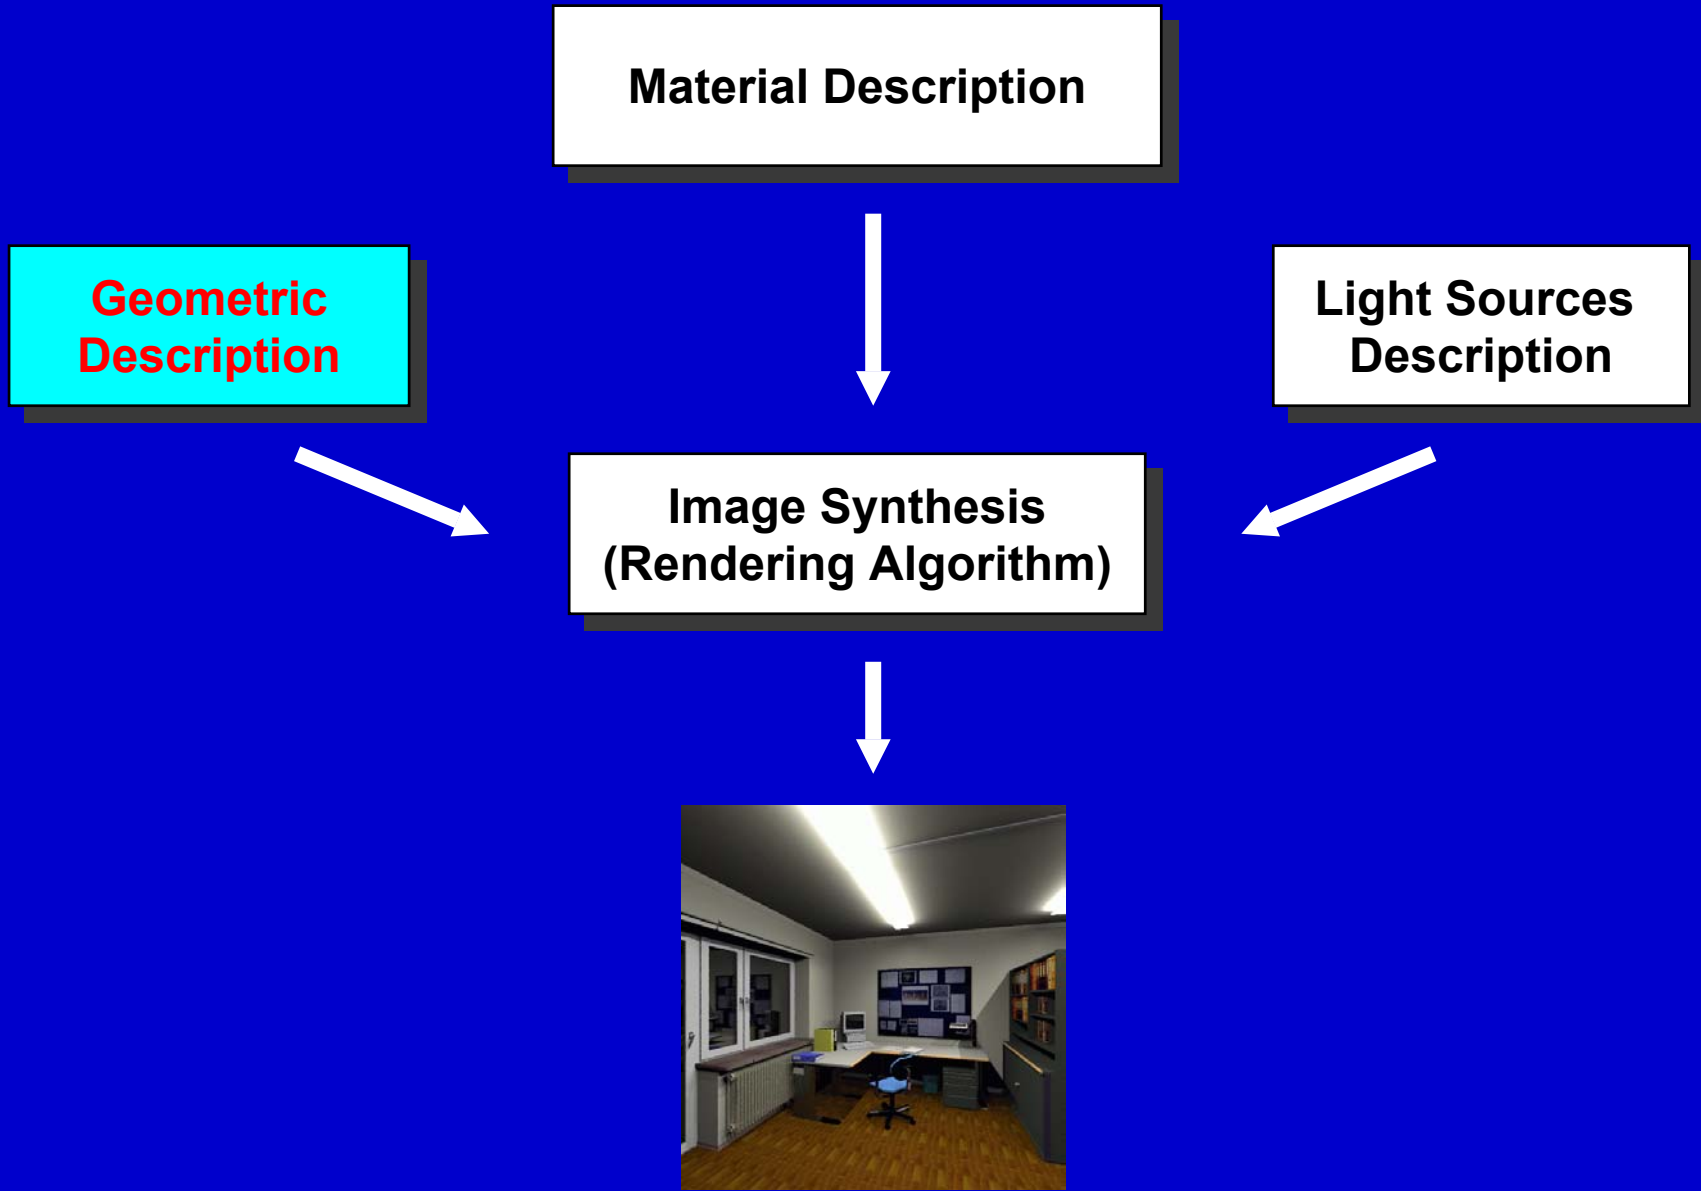 Material Description
Geometric
Description
Light Sources
Description
Image Synthesis
(Rendering Algorithm)